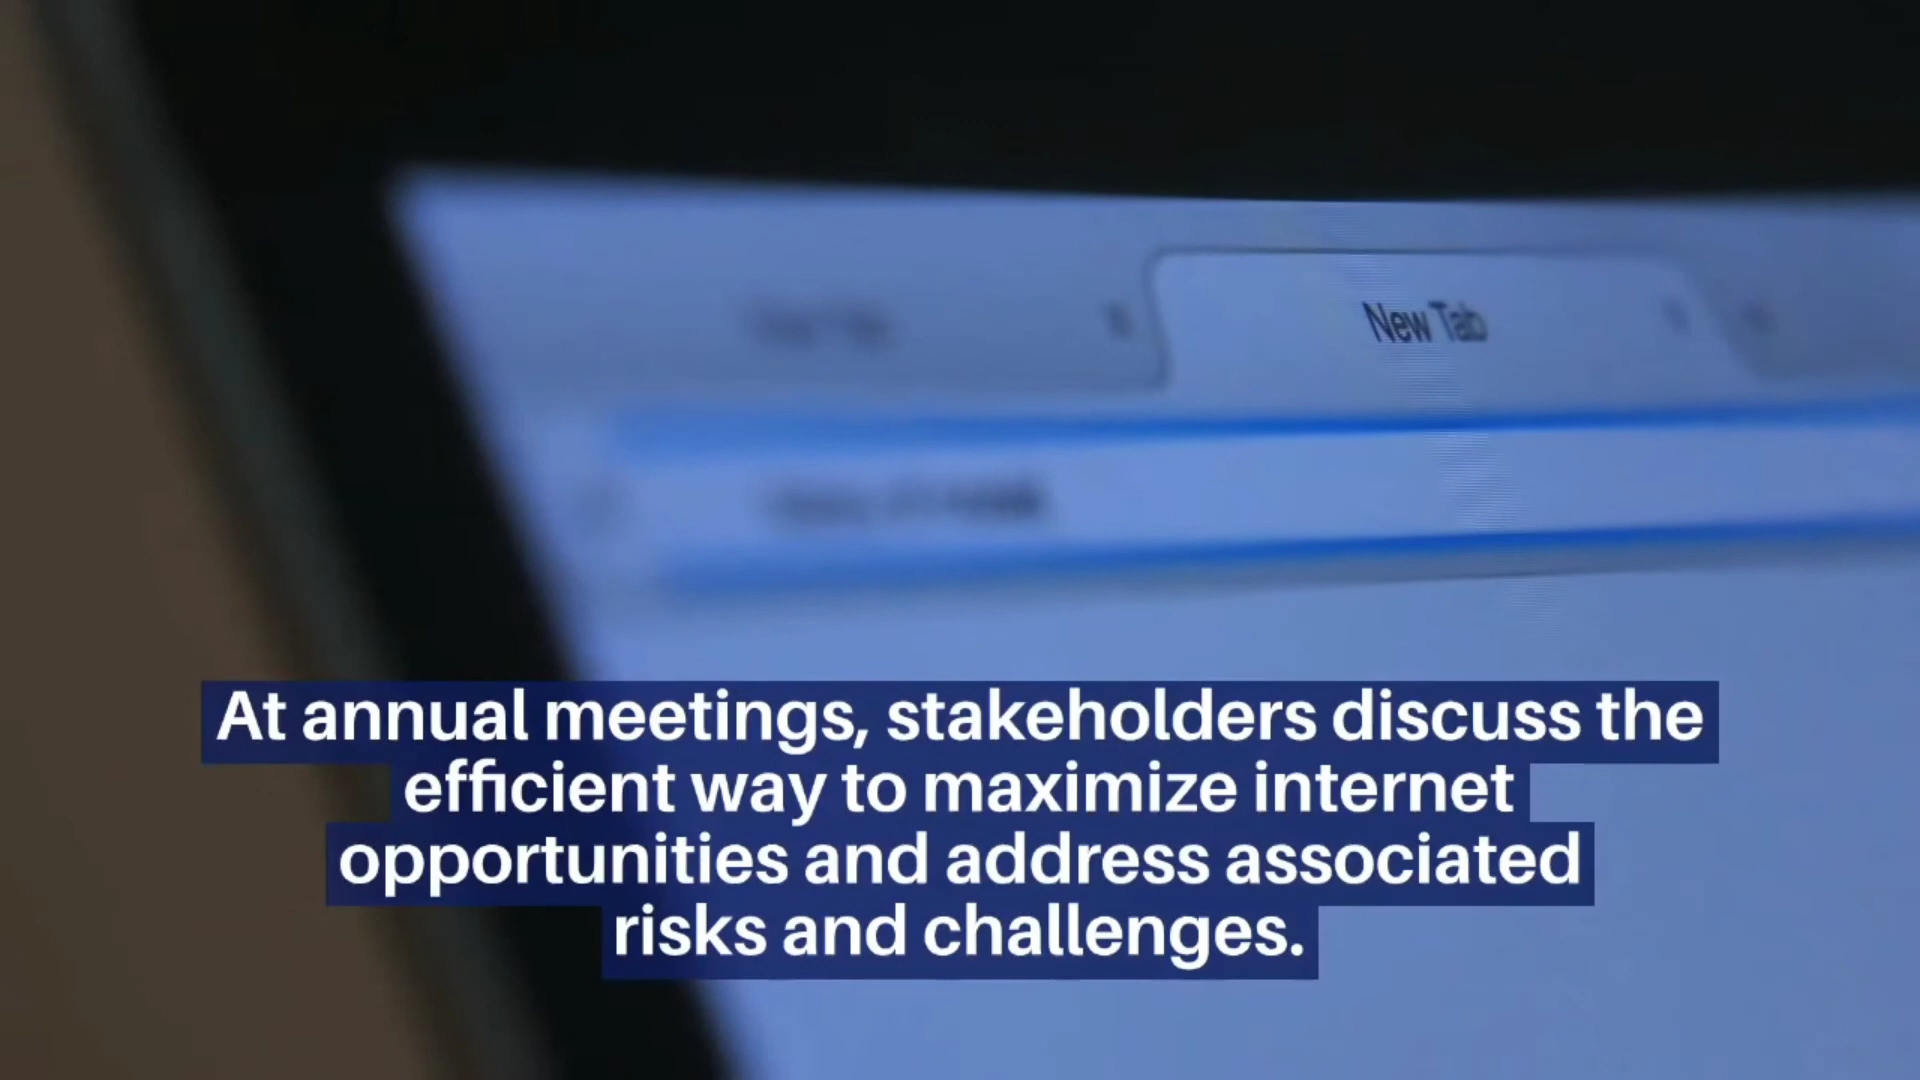 New Tab
At annual meetings, stakeholders discuss the
efficient way to maximize internet
opportunities and address associated
risks and challenges.